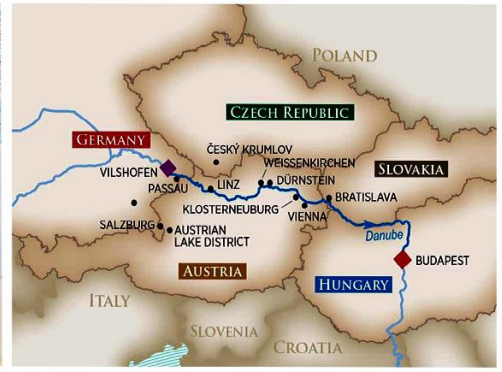 POLAND
CZECH REPUBLIC
GERMANY
ČESKÝ KRUMLOV
WEISSENKIRCHEN
VILSHOFEN
SLOVAKIA
PASSAU
LINZ
DÜRNSTEIN
KLOSTERNEUBURG
BRATISLAVA
VIENNA
SALZBURG
AUSTRIAN
LAKE DISTRICT
Danube
BUDAPEST
AUSTRIA
HUNGARY
ITALY
SLOVENIA
CROATIA